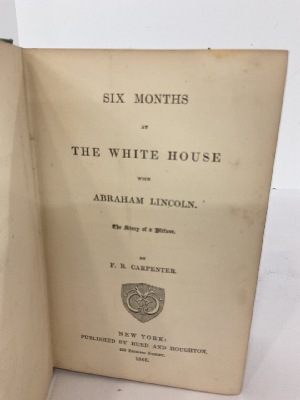 SIX MONTHS
AT
THE WHITE HOUSE
WITH
ABRAHAM LINCOLN.
The Story of a Picture.
BY
F. B. CARPENTER.
NEW YORK:
PUBLISHED BY HURD AND HOUGHTON,
1866.